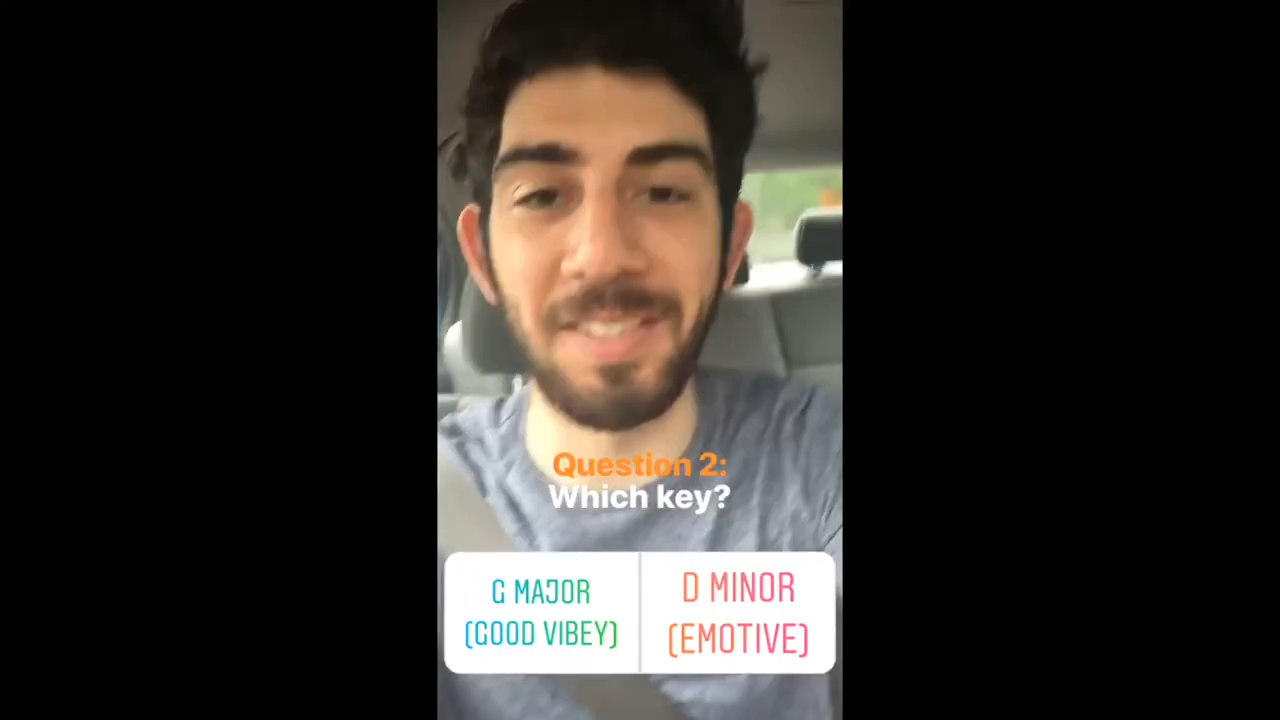 Question 2:
Which key?
G MAJOR
(GOOD VIBEY)
D MINOR
(EMOTIVE)